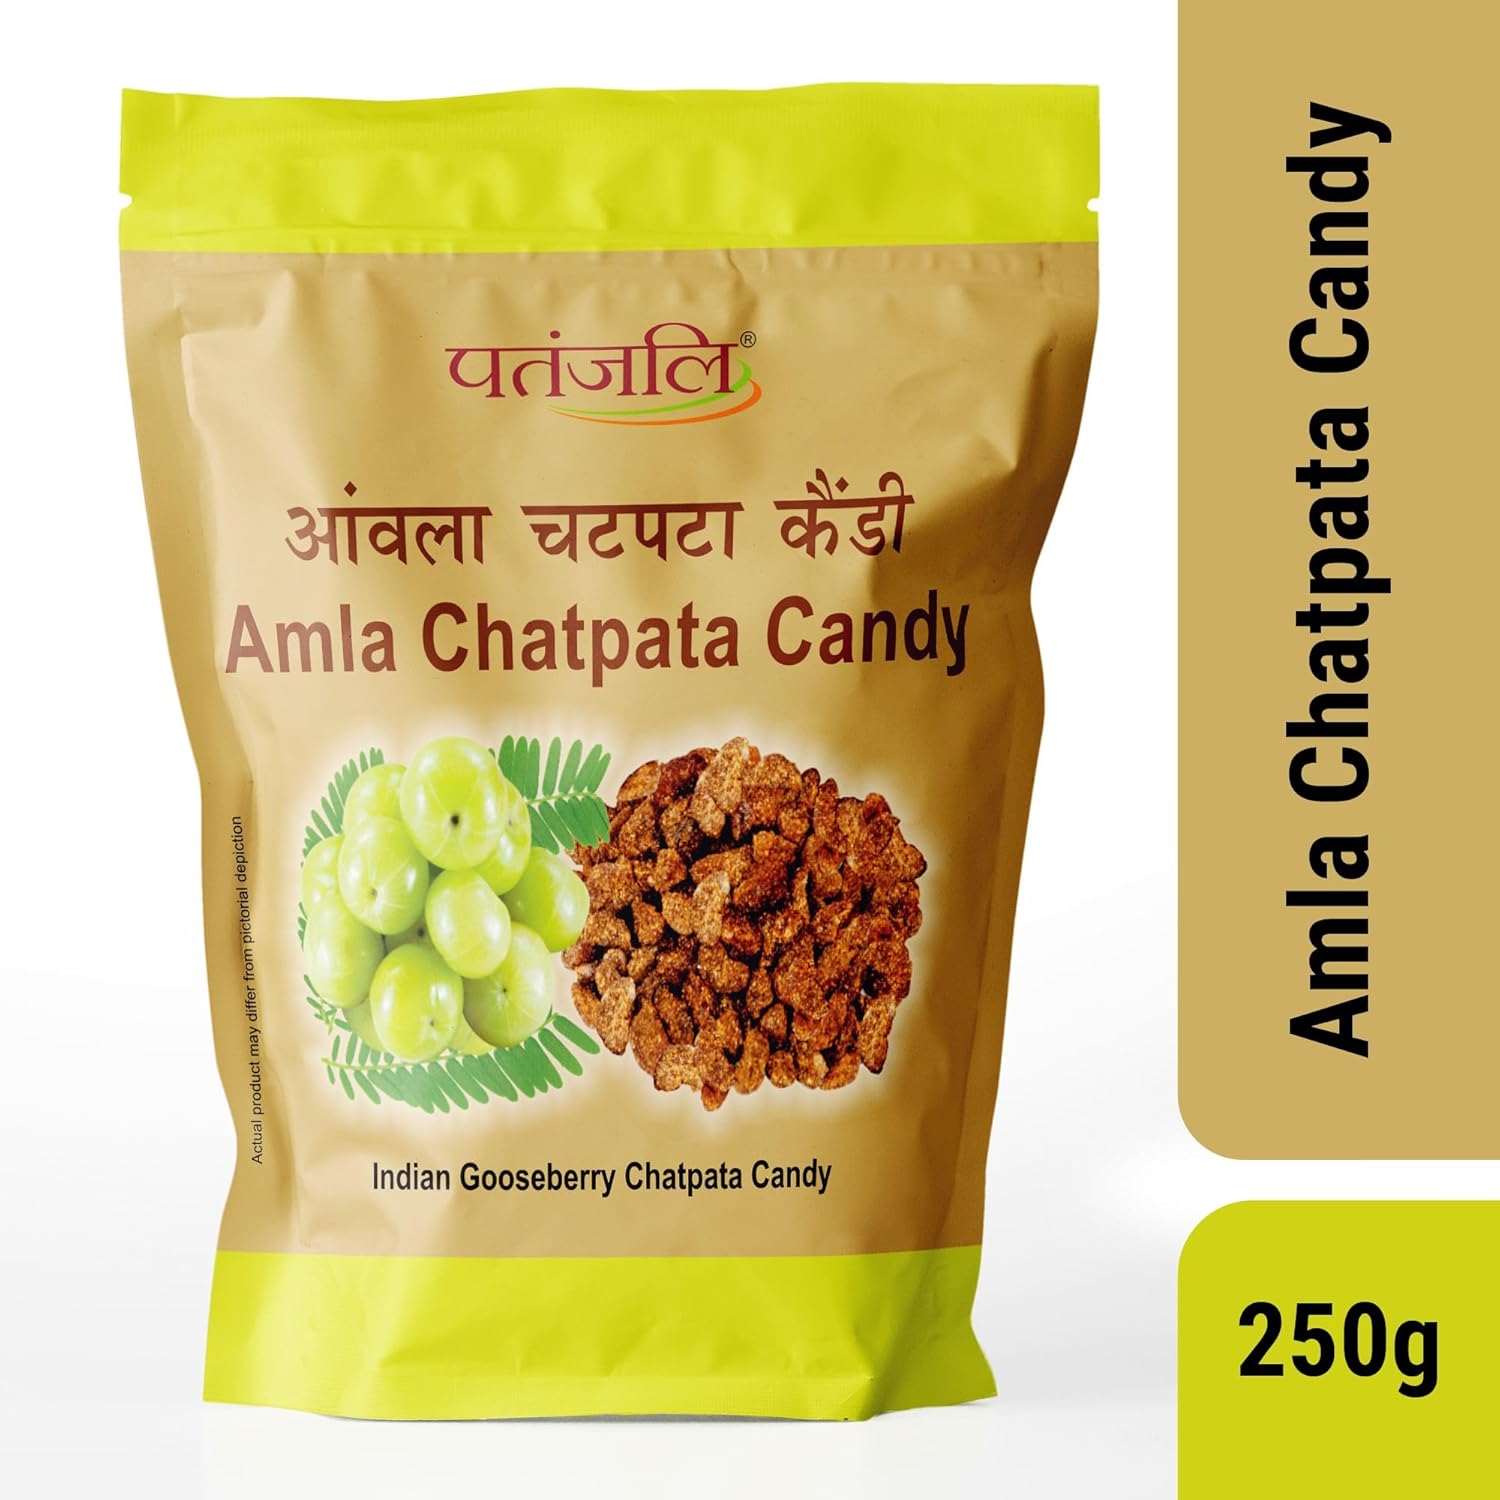 पतंजलि®
आंवला चटपटा कैंडी
Amla Chatpata Candy
Actual product may differ from pictorial depiction
Indian Gooseberry Chatpata Candy
Amla Chatpata Candy
250g